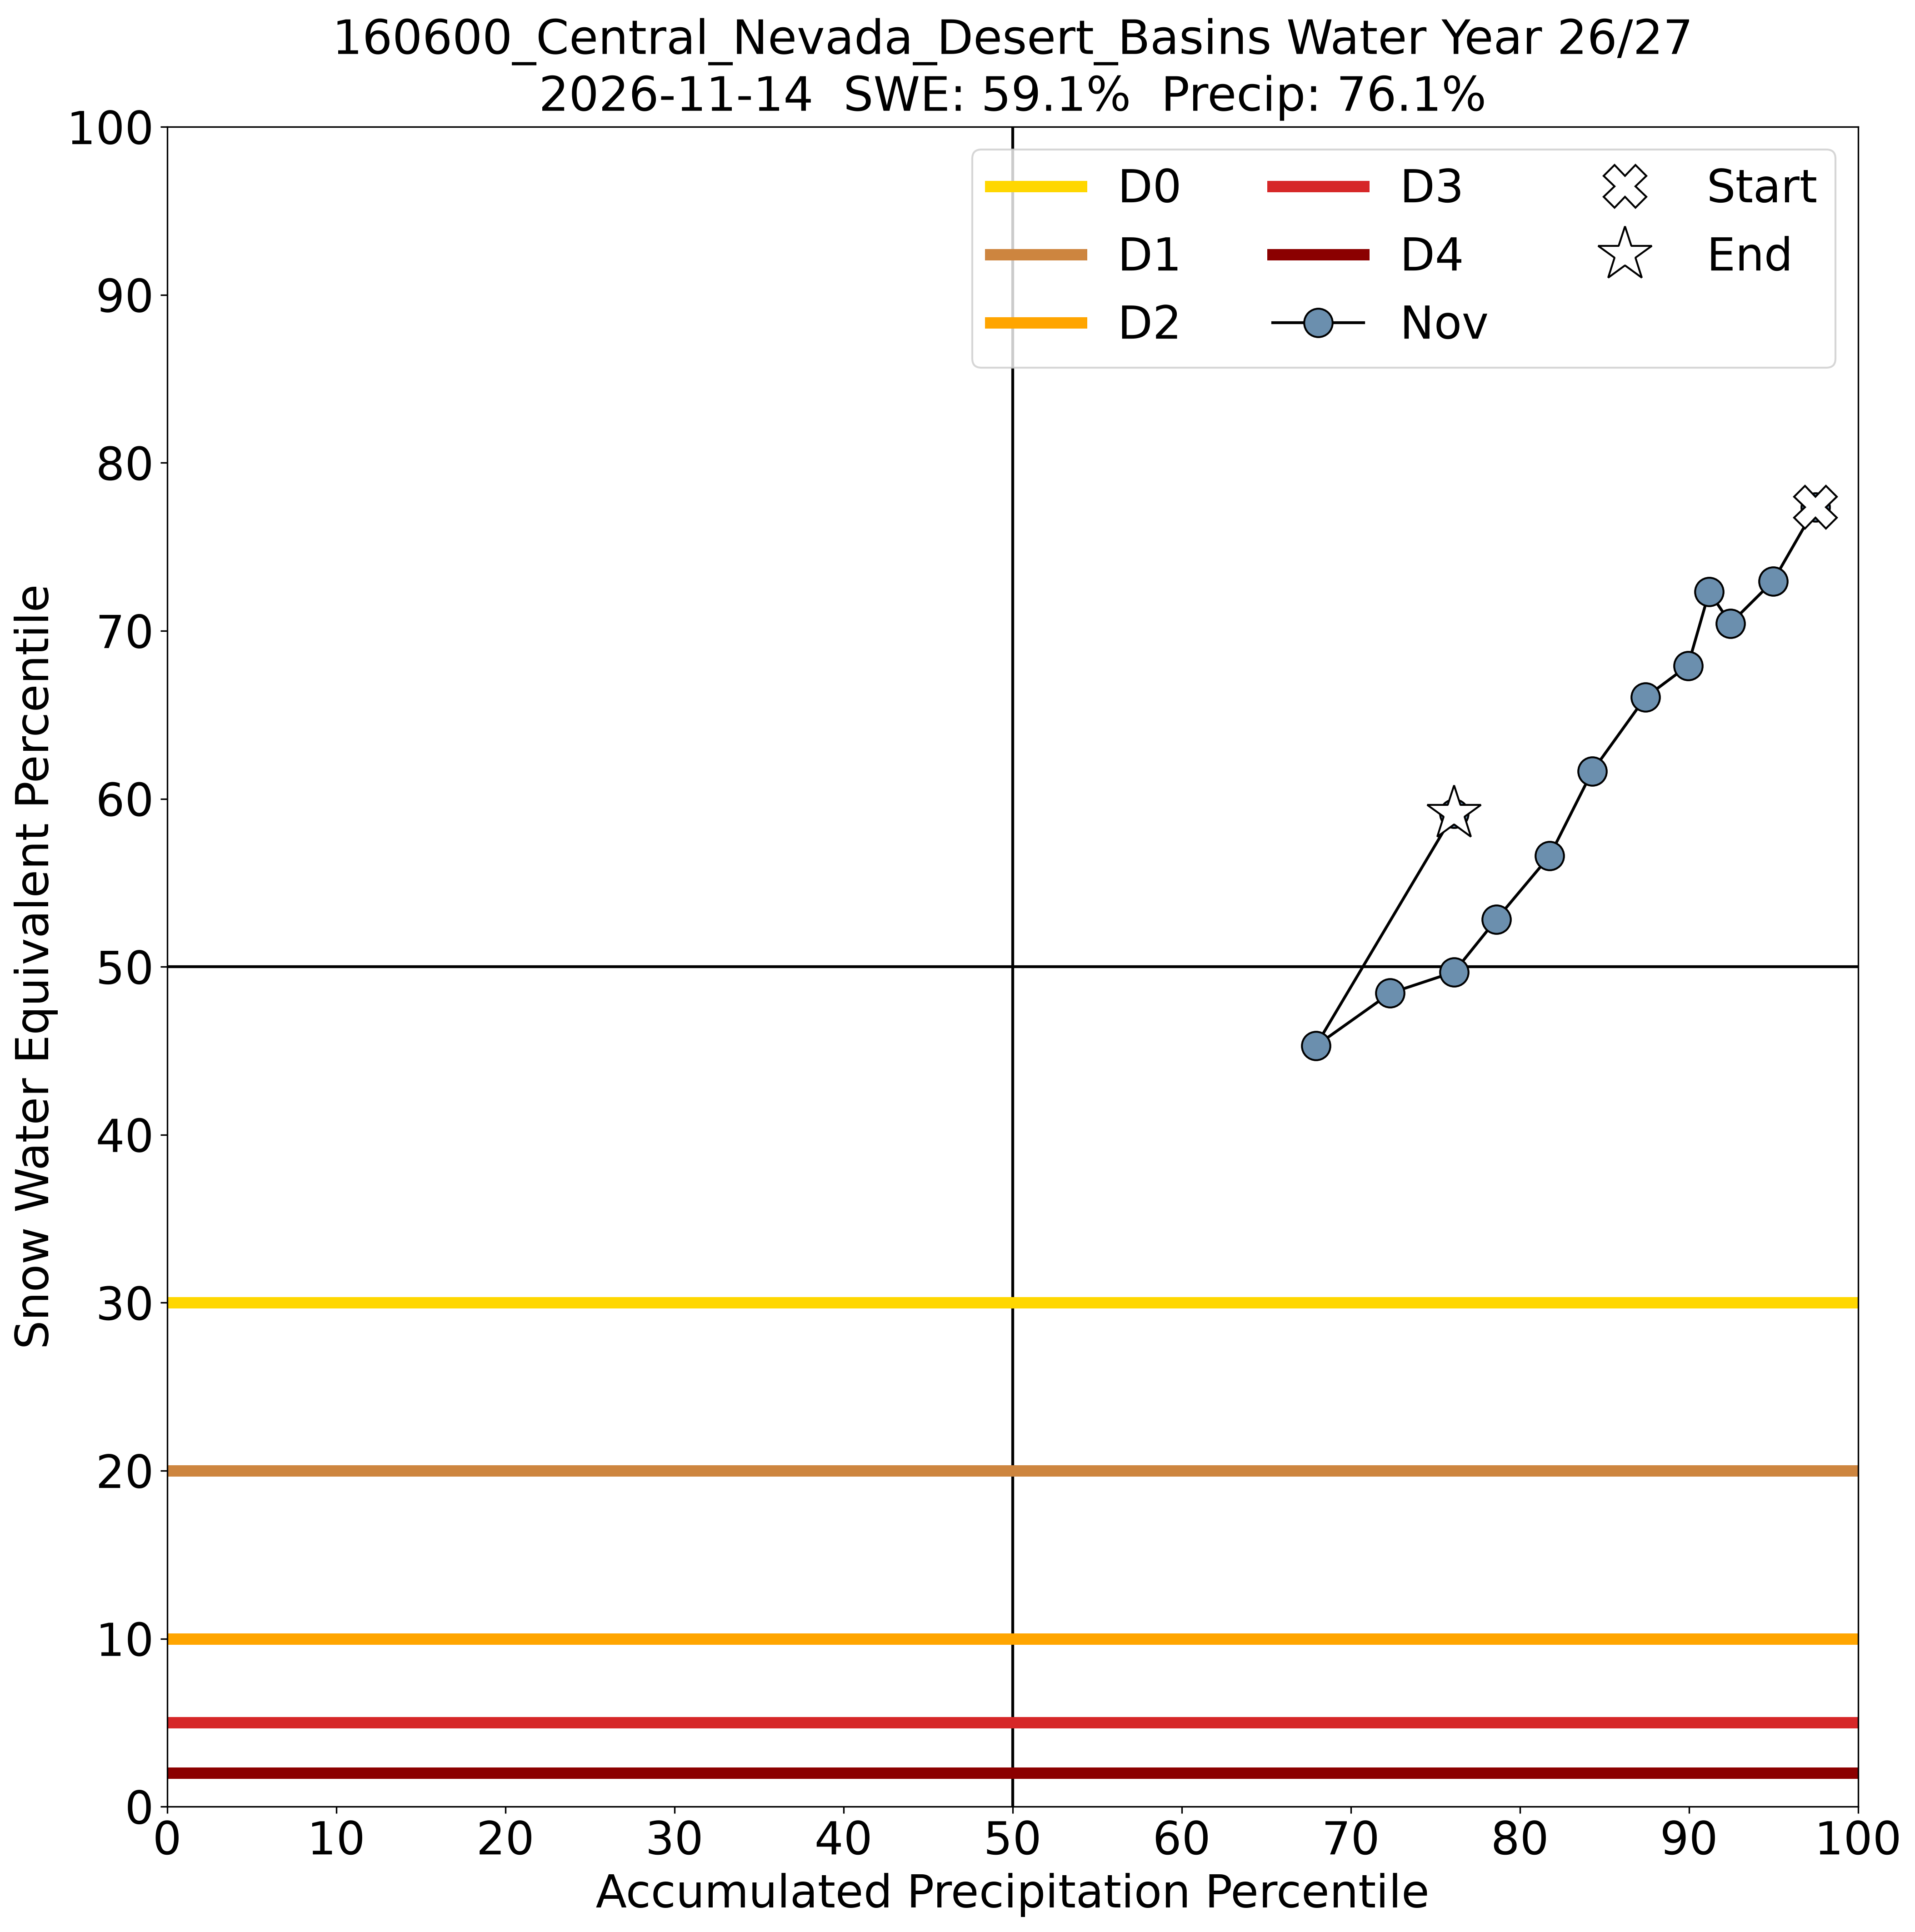 160600_Central_Nevada_Desert_Basins Water Year 26/27
2026-11-14 SWE: 59.1% Precip: 76.1%
100
90
80
70
60
50
40
30
20
10
0
Snow Water Equivalent Percentile
D0
D1
D2
D3
D4
Nov
Start
End
0 10 20 30 40 50 60 70 80 90 100
Accumulated Precipitation Percentile